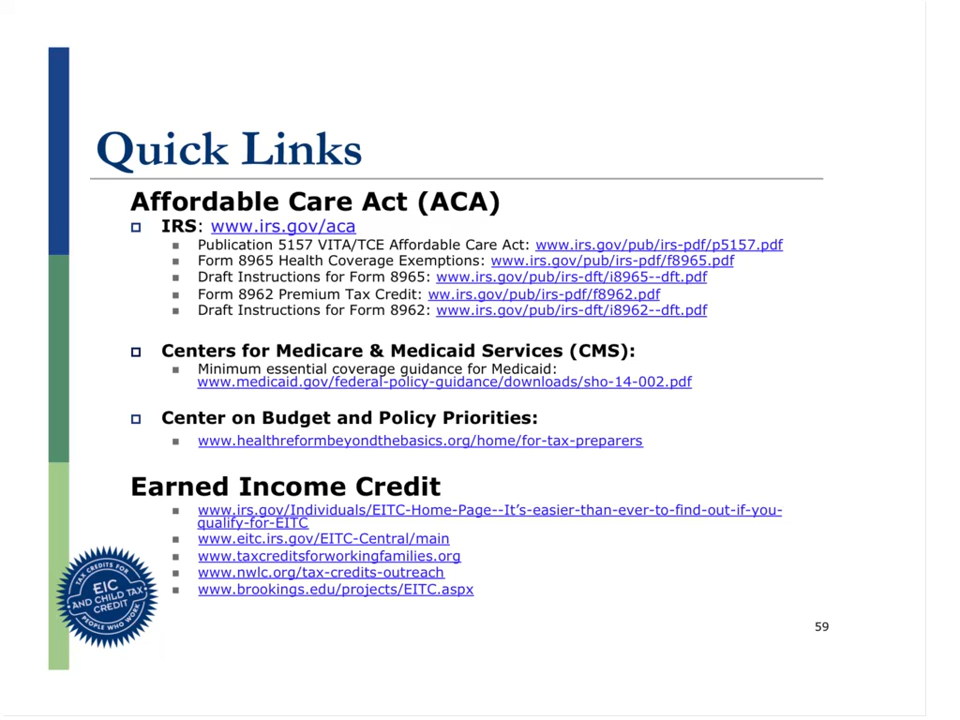 Quick Links
Affordable Care Act (ACA)
IRS: www.irs.gov/aca
Publication 5157 VITA/TCE Affordable Care Act: www.irs.gov/pub/irs-pdf/p5157.pdf
Form 8965 Health Coverage Exemptions: www.irs.gov/pub/irs-pdf/f8965.pdf
Draft Instructions for Form 8965: www.irs.gov/pub/irs-dft/i8965--dft.pdf
Form 8962 Premium Tax Credit: ww.irs.gov/pub/irs-pdf/f8962.pdf
Draft Instructions for Form 8962: www.irs.gov/pub/irs-dft/i8962--dft.pdf
Centers for Medicare & Medicaid Services (CMS):
Minimum essential coverage guidance for Medicaid:
www.medicaid.gov/federal-policy-guidance/downloads/sho-14-002.pdf
Center on Budget and Policy Priorities:
www.healthreformbeyondthebasics.org/home/for-tax-preparers
Earned Income Credit
www.irs.gov/Individuals/EITC-Home-Page--It’s-easier-than-ever-to-find-out-if-you-
qualify-for-EITC
www.eitc.irs.gov/EITC-Central/main
www.taxcreditsforworkingfamilies.org
www.nwlc.org/tax-credits-outreach
www.brookings.edu/projects/EITC.aspx
TAX CREDITS FOR
EIC
AND CHILD TAX
CREDIT
PEOPLE WHO WORK
59